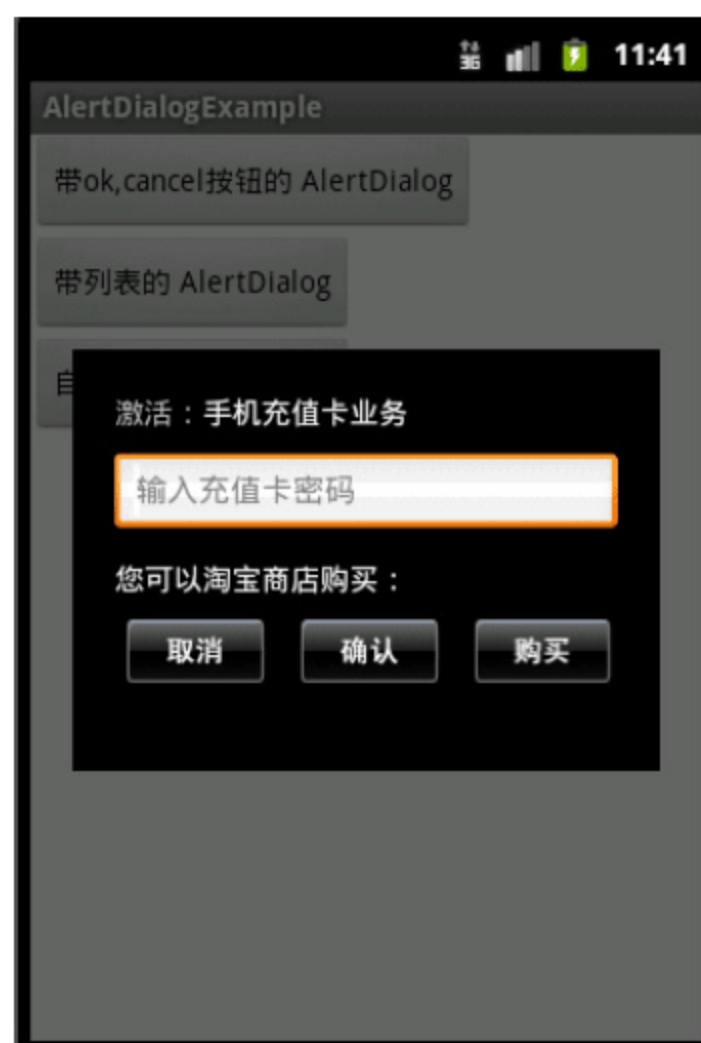 3G 11:41
AlertDialogExample
带ok,cancel按钮的 AlertDialog
带列表的 AlertDialog
自
激活：手机充值卡业务
输入充值卡密码
您可以淘宝商店购买：
取消 确认 购买